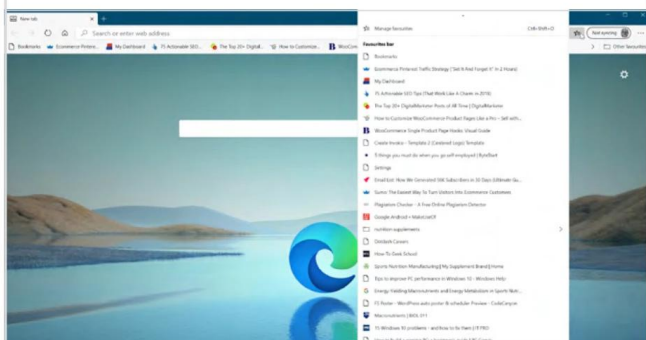 New tab
Search or enter web address
Not syncing
Bookmarks
Ecommerce Pintere...
My Dashboard
75 Actionable SEO...
The Top 20+ Digital...
How to Customize...
WooCom
Other favourites
Manage favourites
Ctrl+Shift+O
Favourites bar
Bookmarks
Ecommerce Pinterest Traffic Strategy ("Set It And Forget It" In 2 Hours)
My Dashboard
75 Actionable SEO Tips (That Work Like A Charm in 2019)
The Top 20+ DigitalMarketer Posts of All Time | DigitalMarketer
How to Customize WooCommerce Product Pages Like a Pro - Sell with...
WooCommerce Single Product Page Hooks: Visual Guide
Create Invoice - Template 2 (Centered Logo) Template
5 things you must do when you go self-employed | ByteStart
Settings
Email List: How We Generated 10K Subscribers in 20 Days (Ultimate Gu...
Sumo: The Easiest Way To Turn Visitors Into Ecommerce Customers
Plagiarism Checker - A Free Online Plagiarism Detector
Google Android • MakeUseOf
nutrition supplements
Dotdash Careers
How-To Geek School
Sports Nutrition Manufacturing | My Supplement Brand | Home
Tips to improve PC performance in Windows 10 - Windows Help
Energy Yielding Macronutrients and Energy Metabolism in Sports Nutr...
FS Poster - WordPress auto poster & scheduler Preview - CodeCanyon
Macronutrients | BIOL 011
15 Windows 10 problems - and how to fix them | IT PRO